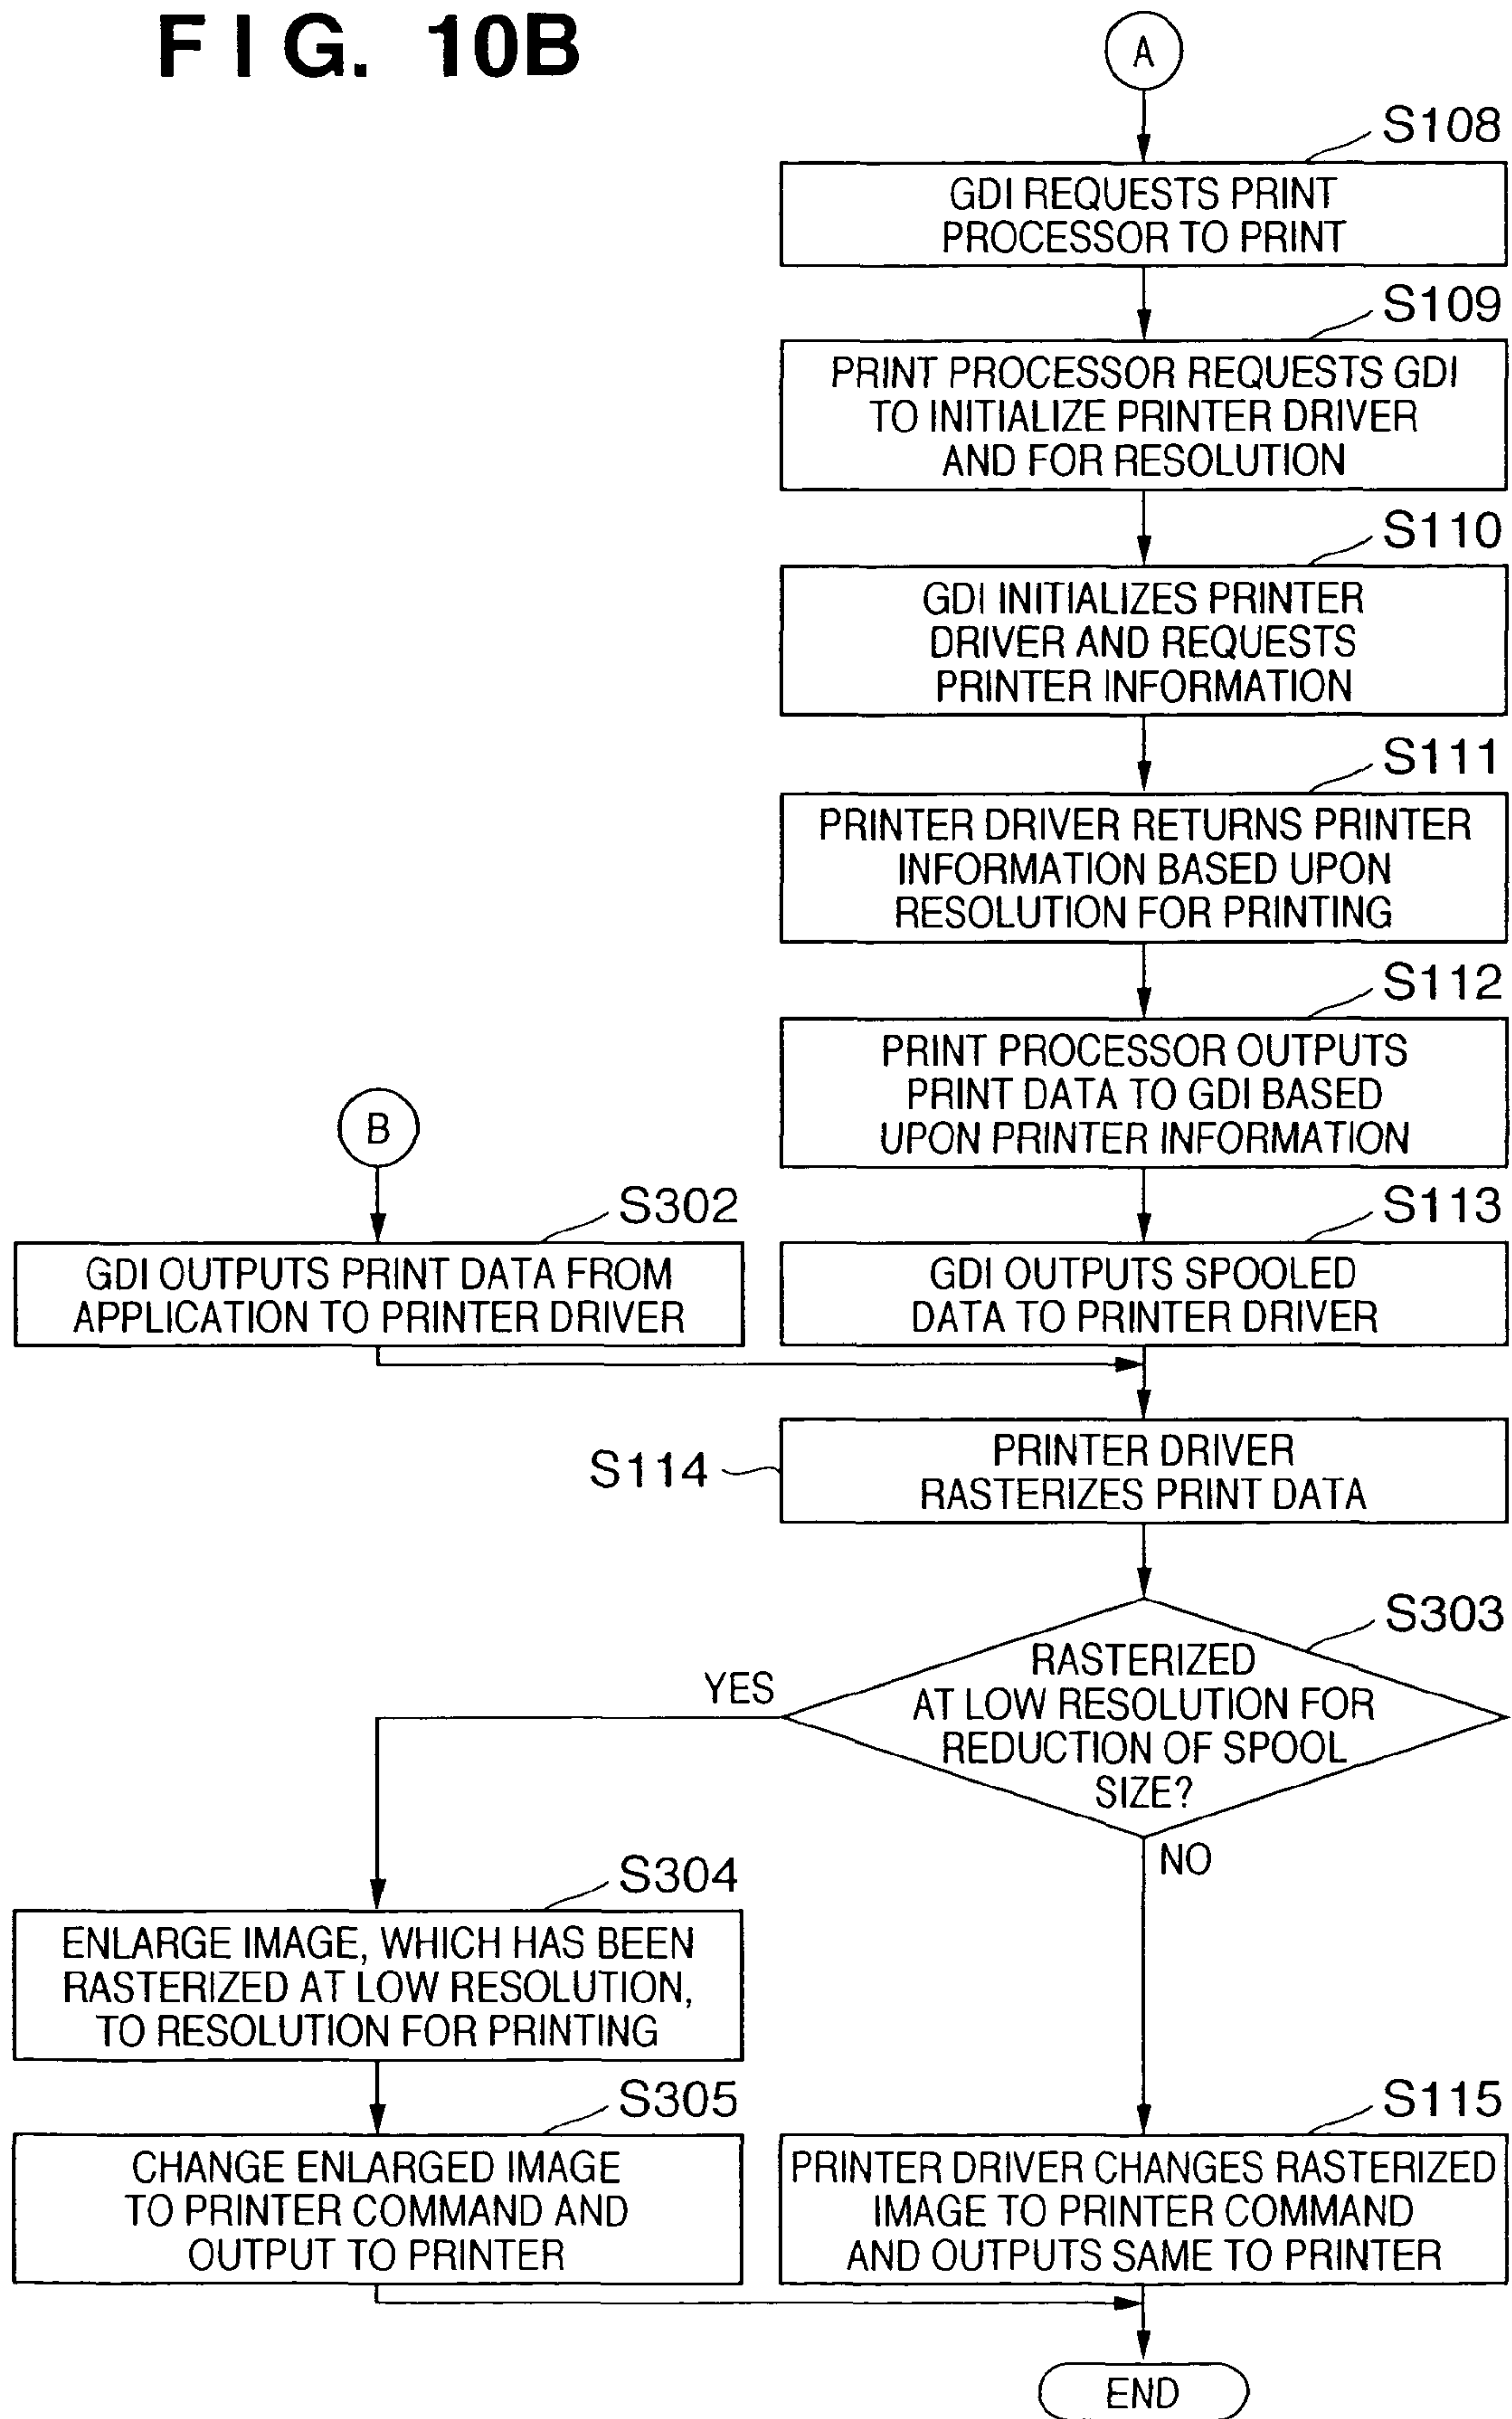 FIG. 10B
A
S108
GDI REQUESTS PRINT
PROCESSOR TO PRINT
S109
PRINT PROCESSOR REQUESTS GDI
TO INITIALIZE PRINTER DRIVER
AND FOR RESOLUTION
S110
GDI INITIALIZES PRINTER
DRIVER AND REQUESTS
PRINTER INFORMATION
S111
PRINTER DRIVER RETURNS PRINTER
INFORMATION BASED UPON
RESOLUTION FOR PRINTING
S112
PRINT PROCESSOR OUTPUTS
PRINT DATA TO GDI BASED
UPON PRINTER INFORMATION
B
S302
GDI OUTPUTS PRINT DATA FROM
APPLICATION TO PRINTER DRIVER
S113
GDI OUTPUTS SPOOLED
DATA TO PRINTER DRIVER
S114
PRINTER DRIVER
RASTERIZES PRINT DATA
S303
RASTERIZED
AT LOW RESOLUTION FOR
REDUCTION OF SPOOL
SIZE?
YES
NO
S304
ENLARGE IMAGE, WHICH HAS BEEN
RASTERIZED AT LOW RESOLUTION,
TO RESOLUTION FOR PRINTING
S305
CHANGE ENLARGED IMAGE
TO PRINTER COMMAND AND
OUTPUT TO PRINTER
S115
PRINTER DRIVER CHANGES RASTERIZED
IMAGE TO PRINTER COMMAND
AND OUTPUTS SAME TO PRINTER
END